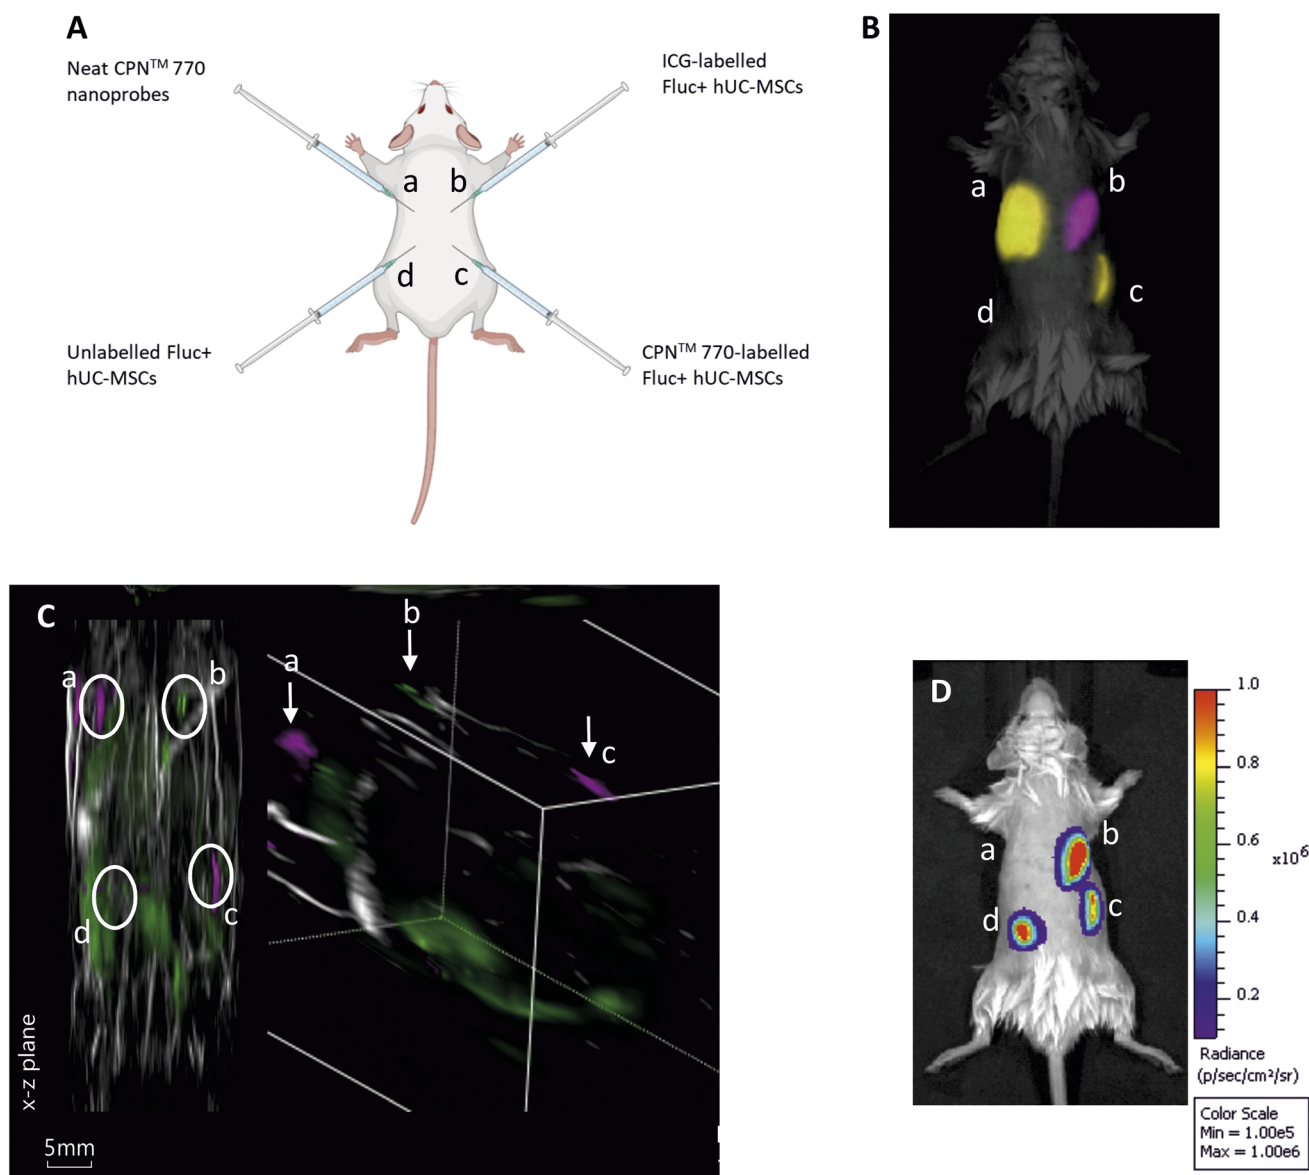 A
Neat CPN™ 770
nanoprobes
ICG-labelled
Fluc+ hUC-MSCs
a
b
d
c
Unlabelled Fluc+
hUC-MSCs
CPN™ 770-labelled
Fluc+ hUC-MSCs
B
a
b
c
d
C
a
b
d
c
x-z plane
5mm
a
b
c
D
a
b
c
d
1.0
0.8
0.6
x10⁶
0.4
0.2
Radiance
(p/sec/cm²/sr)
Color Scale
Min = 1.00e5
Max = 1.00e6